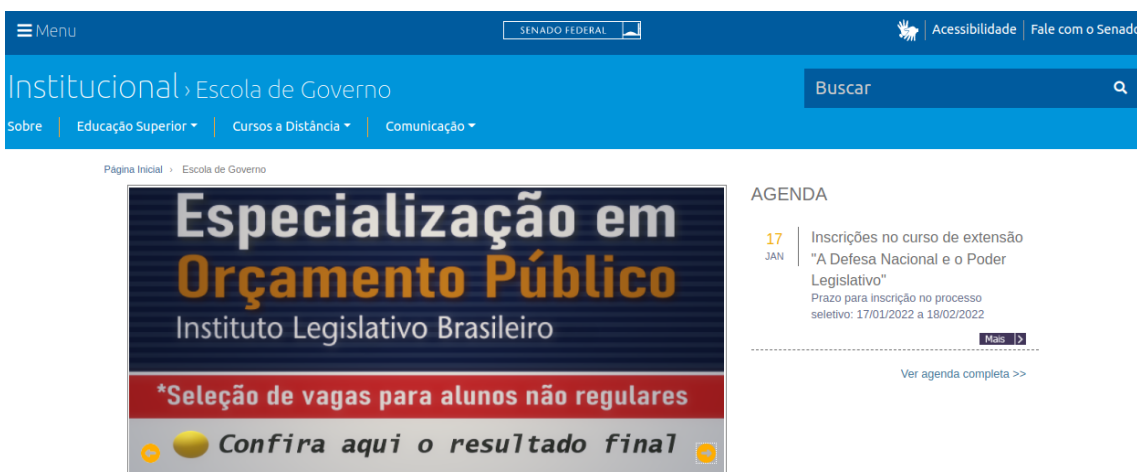 Menu
SENADO FEDERAL
Acessibilidade
Fale com o Senado
Institucional › Escola de Governo
Buscar
Sobre
Educação Superior
Cursos a Distância
Comunicação
Página Inicial › Escola de Governo
Especialização em
Orçamento Público
Instituto Legislativo Brasileiro
*Seleção de vagas para alunos não regulares
Confira aqui o resultado final
AGENDA
17
JAN
Inscrições no curso de extensão
"A Defesa Nacional e o Poder
Legislativo"
Prazo para inscrição no processo
seletivo: 17/01/2022 a 18/02/2022
Mais
Ver agenda completa >>